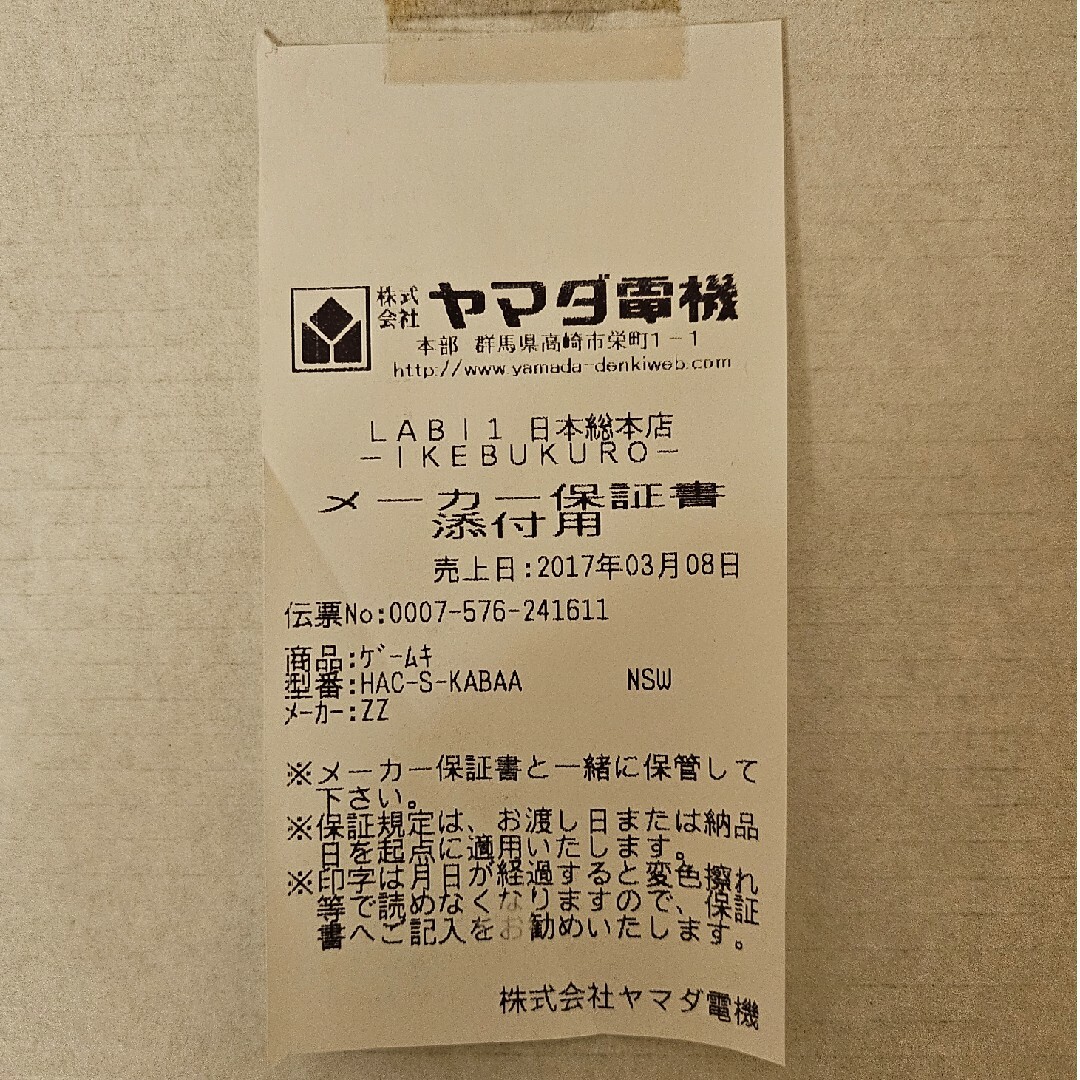 株式会社 ヤマダ電機
本部 群馬県高崎市栄町1-1
http://www.yamada-denkiweb.com
LABI1 日本総本店
-IKEBUKURO-
メーカー保証書
添付用
売上日:2017年03月08日
伝票No:0007-576-241611
商品:ｹﾞｰﾑｷ
型番:HAC-S-KABAA NSW
ﾒｰｶｰ:ZZ
※メーカー保証書と一緒に保管して
下さい。
※保証規定は、お渡し日または納品
日を起点に適用いたします。
※印字は月日が経過すると変色擦れ
等で読めなくなりますので、保証
書へご記入をお勧めいたします。
株式会社ヤマダ電機